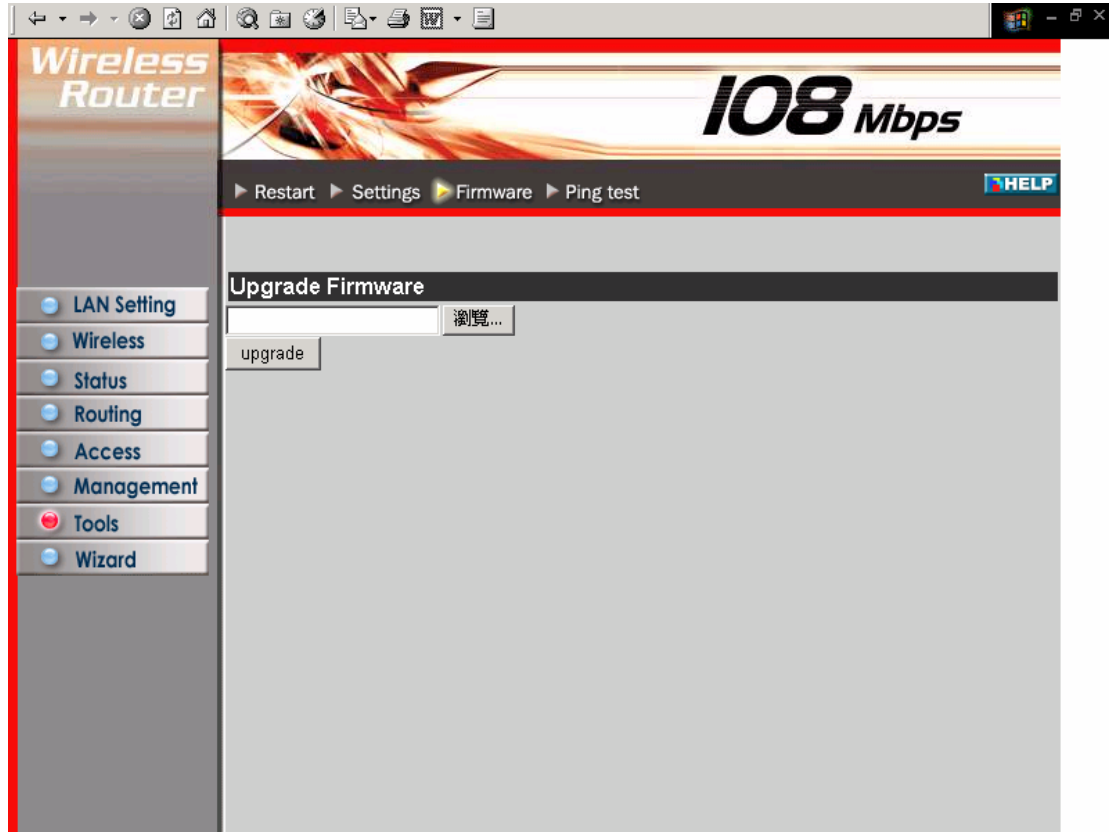 Wireless
Router
108 Mbps
Restart Settings Firmware Ping test
HELP
Upgrade Firmware
瀏覽...
upgrade
LAN Setting
Wireless
Status
Routing
Access
Management
Tools
Wizard